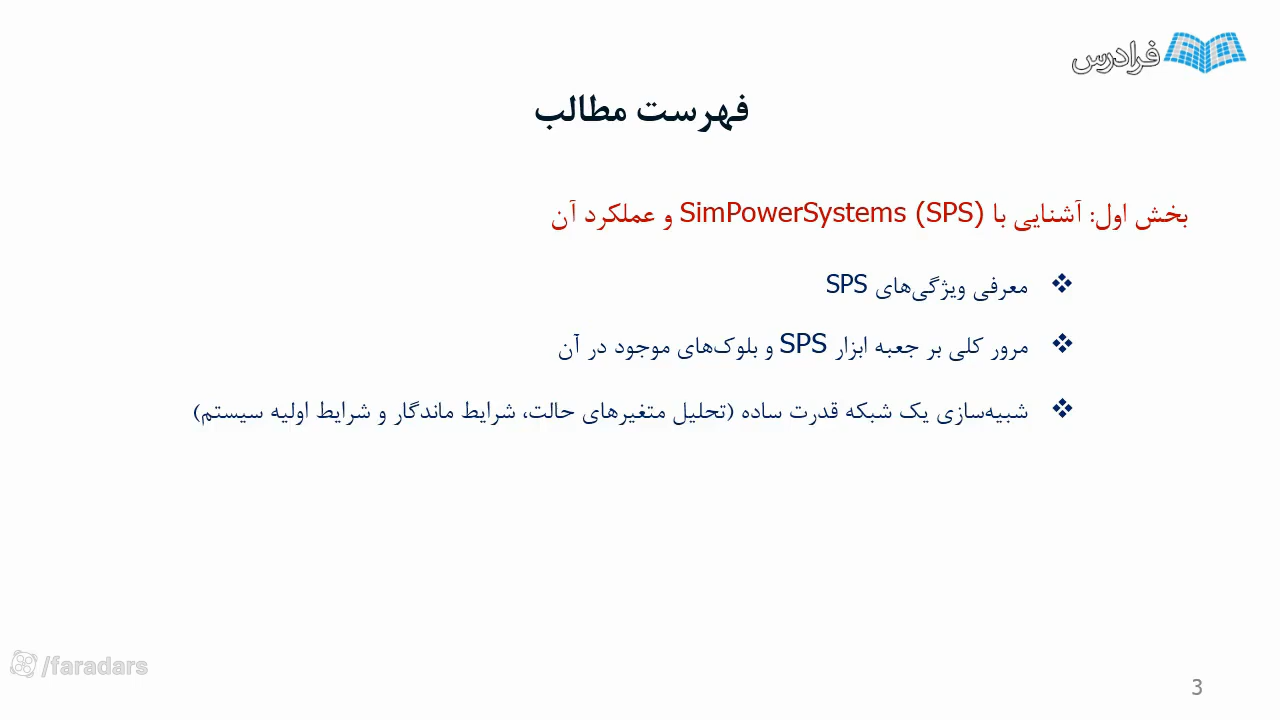 فرادرس
فهرست مطالب
بخش اول: آشنایی با SimPowerSystems (SPS) و عملکرد آن
❖ معرفی ویژگی‌های SPS
❖ مرور کلی بر جعبه ابزار SPS و بلوک‌های موجود در آن
❖ شبیه‌سازی یک شبکه قدرت ساده (تحلیل متغیرهای حالت، شرایط ماندگار و شرایط اولیه سیستم)
/faradars
3